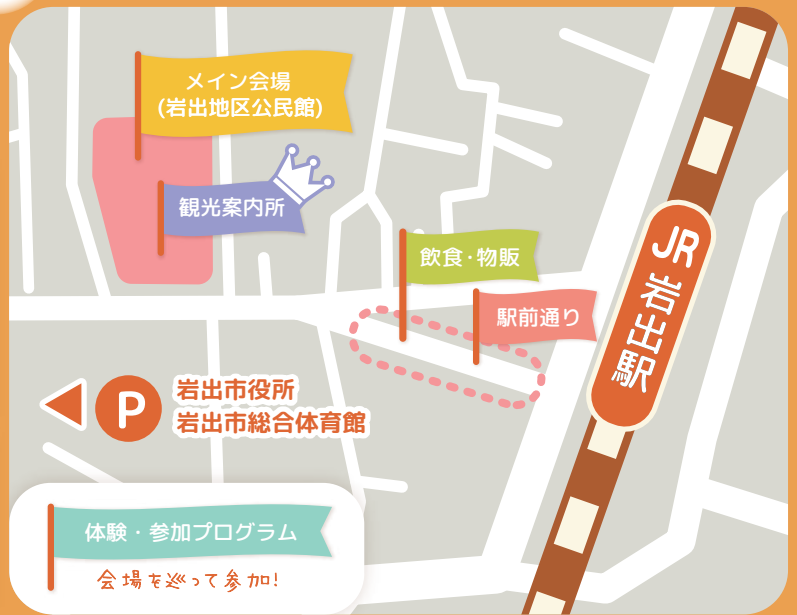 メイン会場
(岩出地区公民館)
観光案内所
飲食・物販
駅前通り
JR 岩出駅
P
岩出市役所
岩出市総合体育館
体験・参加プログラム
会場を巡って参加!